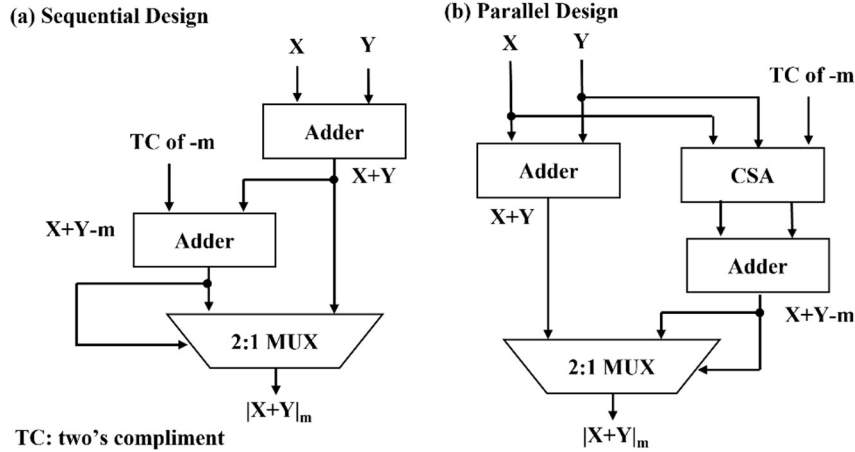 (a) Sequential Design
X
Y
Adder
TC of -m
X+Y
X+Y-m
Adder
2:1 MUX
|X+Y|m
TC: two's compliment
(b) Parallel Design
X
Y
TC of -m
Adder
CSA
X+Y
Adder
X+Y-m
2:1 MUX
|X+Y|m